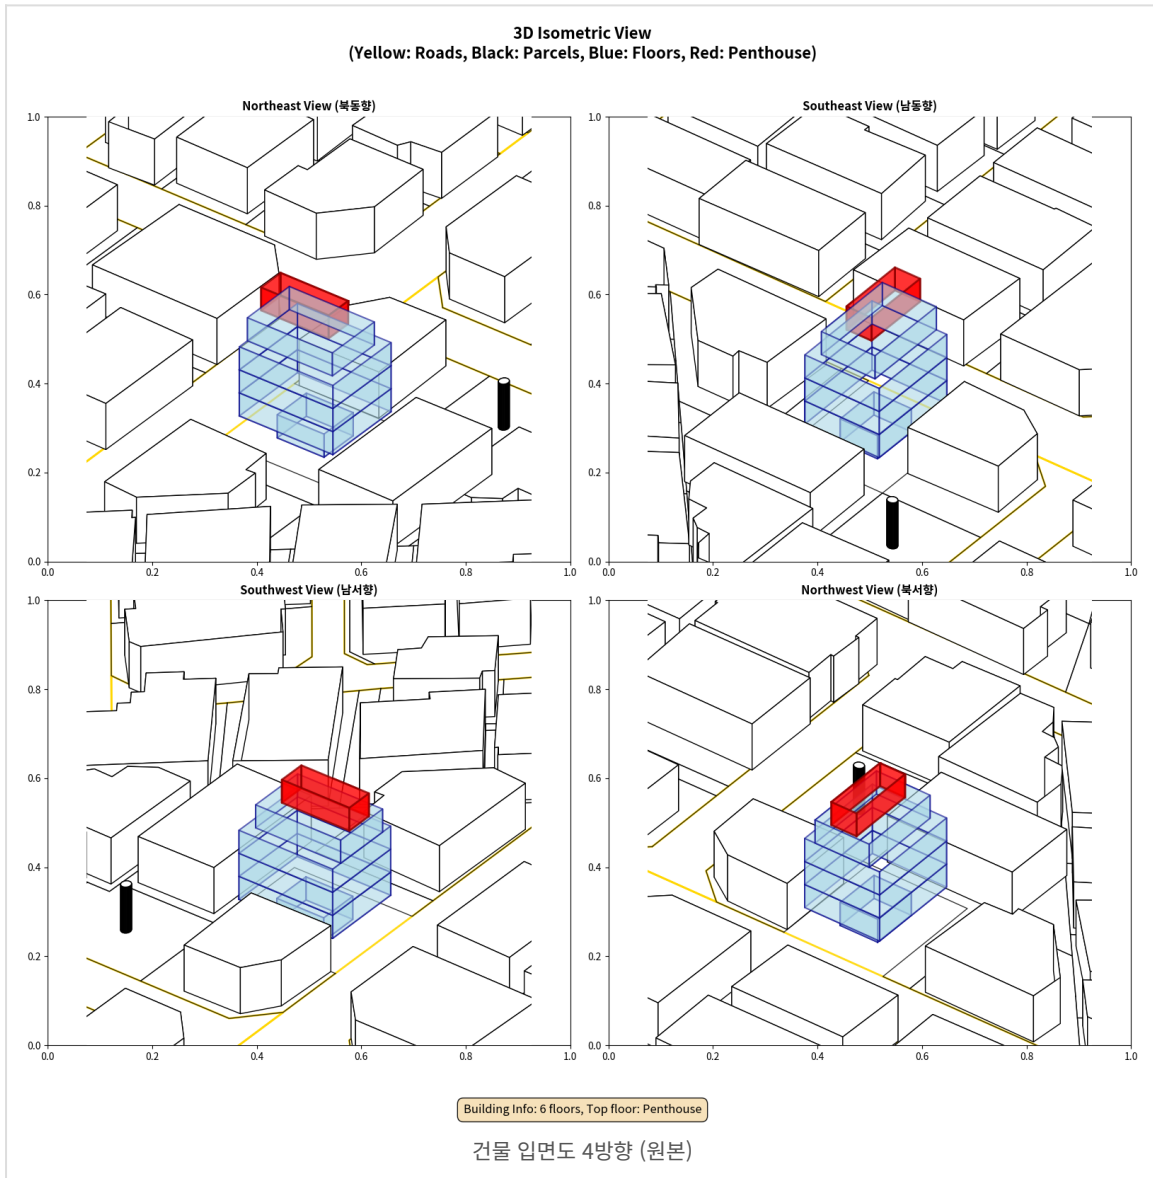 3D Isometric View
(Yellow: Roads, Black: Parcels, Blue: Floors, Red: Penthouse)
Northeast View (북동향)
1.0
0.8
0.6
0.4
0.2
0.0
0.0 0.2 0.4 0.6 0.8 1.0
Southeast View (남동향)
1.0
0.8
0.6
0.4
0.2
0.0
0.0 0.2 0.4 0.6 0.8 1.0
Southwest View (남서향)
1.0
0.8
0.6
0.4
0.2
0.0
0.0 0.2 0.4 0.6 0.8 1.0
Northwest View (북서향)
1.0
0.8
0.6
0.4
0.2
0.0
0.0 0.2 0.4 0.6 0.8 1.0
Building Info: 6 floors, Top floor: Penthouse
건물 입면도 4방향 (원본)